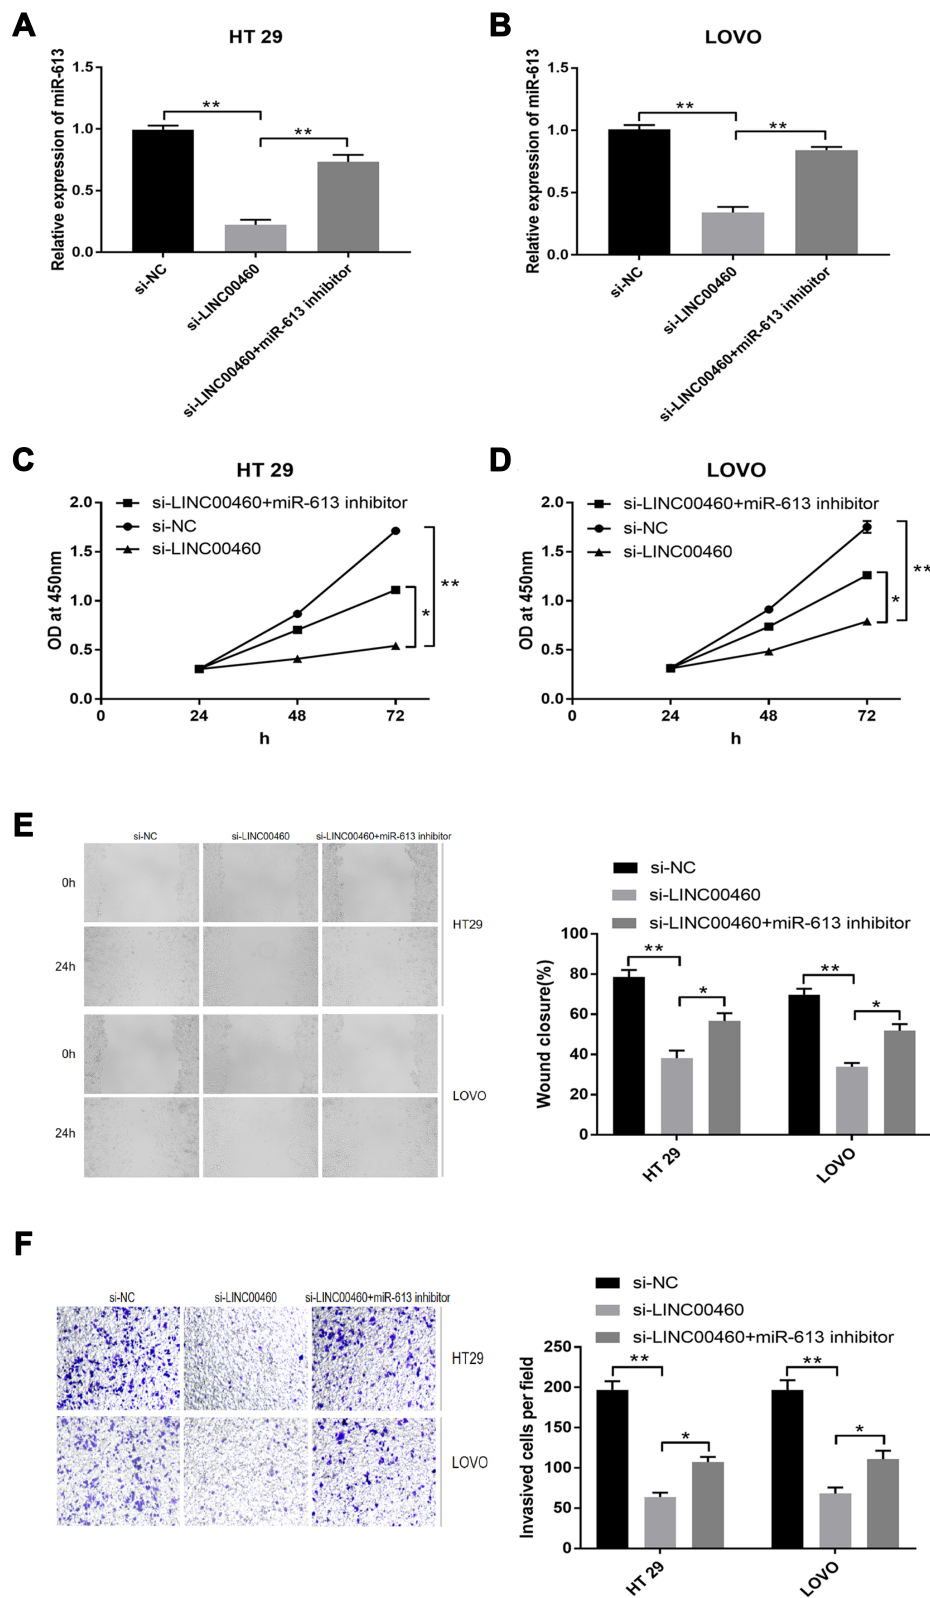 A
HT 29
Relative expression of miR-613
1.5
1.0
0.5
0.0
**
**
si-NC
si-LINC00460
si-LINC00460+miR-613 inhibitor
B
LOVO
Relative expression of miR-613
1.5
1.0
0.5
0.0
**
**
si-NC
si-LINC00460
si-LINC00460+miR-613 inhibitor
C
HT 29
OD at 450nm
2.0
1.5
1.0
0.5
0.0
si-LINC00460+miR-613 inhibitor
si-NC
si-LINC00460
*
**
0 24 48 72
h
D
LOVO
OD at 450nm
2.0
1.5
1.0
0.5
0.0
si-LINC00460+miR-613 inhibitor
si-NC
si-LINC00460
*
**
0 24 48 72
h
E
si-NC si-LINC00460 si-LINC00460+miR-613 inhibitor
0h
24h
HT29
0h
24h
LOVO
si-NC
si-LINC00460
si-LINC00460+miR-613 inhibitor
Wound closure(%)
100
80
60
40
20
0
**
*
**
*
HT 29
LOVO
F
si-NC si-LINC00460 si-LINC00460+miR-613 inhibitor
HT29
LOVO
si-NC
si-LINC00460
si-LINC00460+miR-613 inhibitor
Invasived cells per field
250
200
150
100
50
0
**
*
**
*
HT 29
LOVO